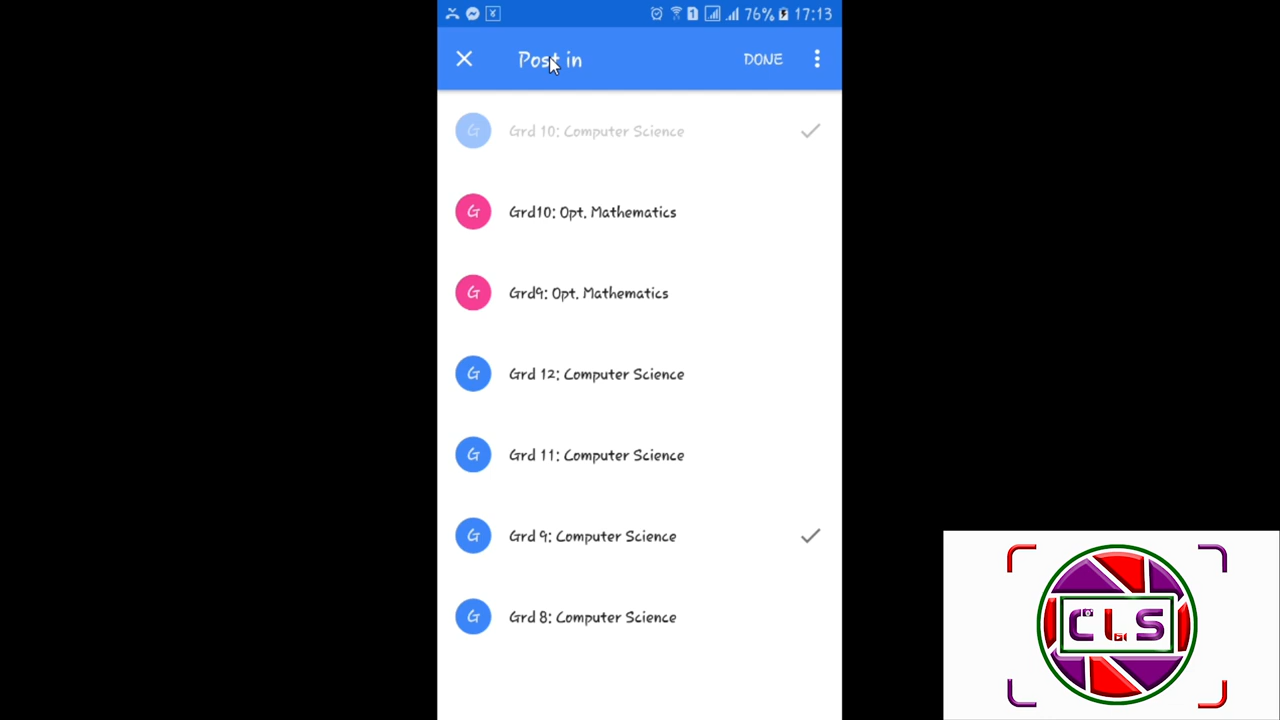 76% 17:13
Post in DONE
G Grd 10: Computer Science
G Grd10: Opt. Mathematics
G Grd9: Opt. Mathematics
G Grd 12: Computer Science
G Grd 11: Computer Science
G Grd 9: Computer Science
G Grd 8: Computer Science
CLS